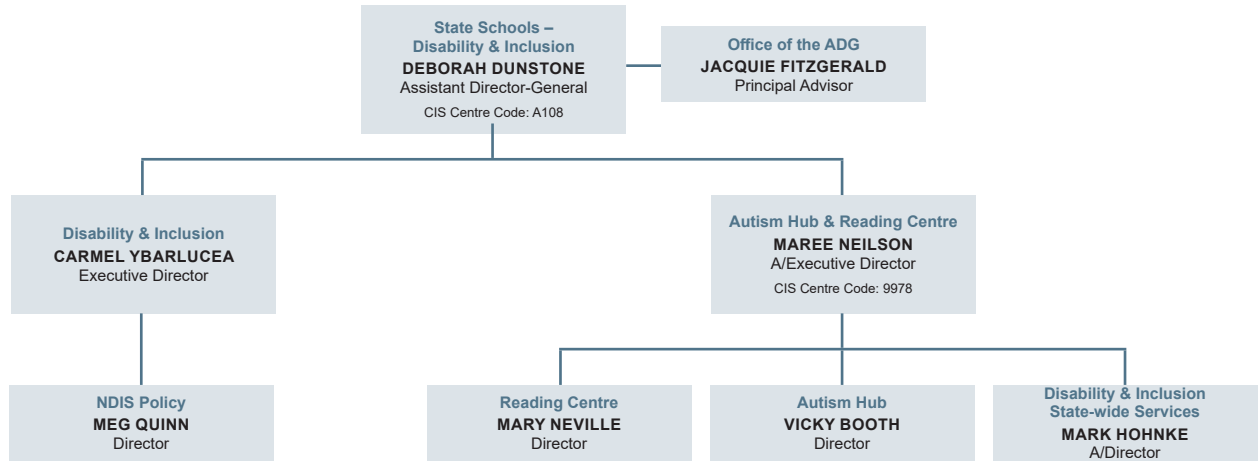 State Schools –
Disability & Inclusion
DEBORAH DUNSTONE
Assistant Director-General
CIS Centre Code: A108
Office of the ADG
JACQUIE FITZGERALD
Principal Advisor
Disability & Inclusion
CARMEL YBARLUCEA
Executive Director
Autism Hub & Reading Centre
MAREE NEILSON
A/Executive Director
CIS Centre Code: 9978
NDIS Policy
MEG QUINN
Director
Reading Centre
MARY NEVILLE
Director
Autism Hub
VICKY BOOTH
Director
Disability & Inclusion
State-wide Services
MARK HOHNKE
A/Director